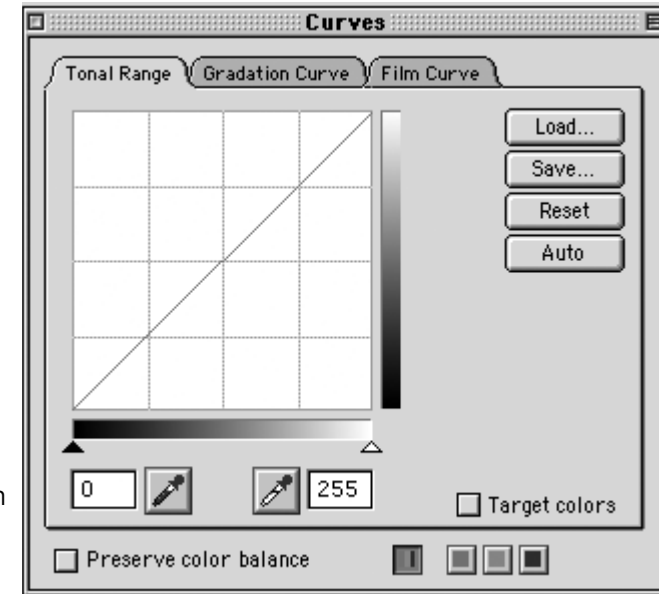 Curves
Tonal Range Gradation Curve Film Curve
Load...
Save...
Reset
Auto
0 255
n
Target colors
Preserve color balance